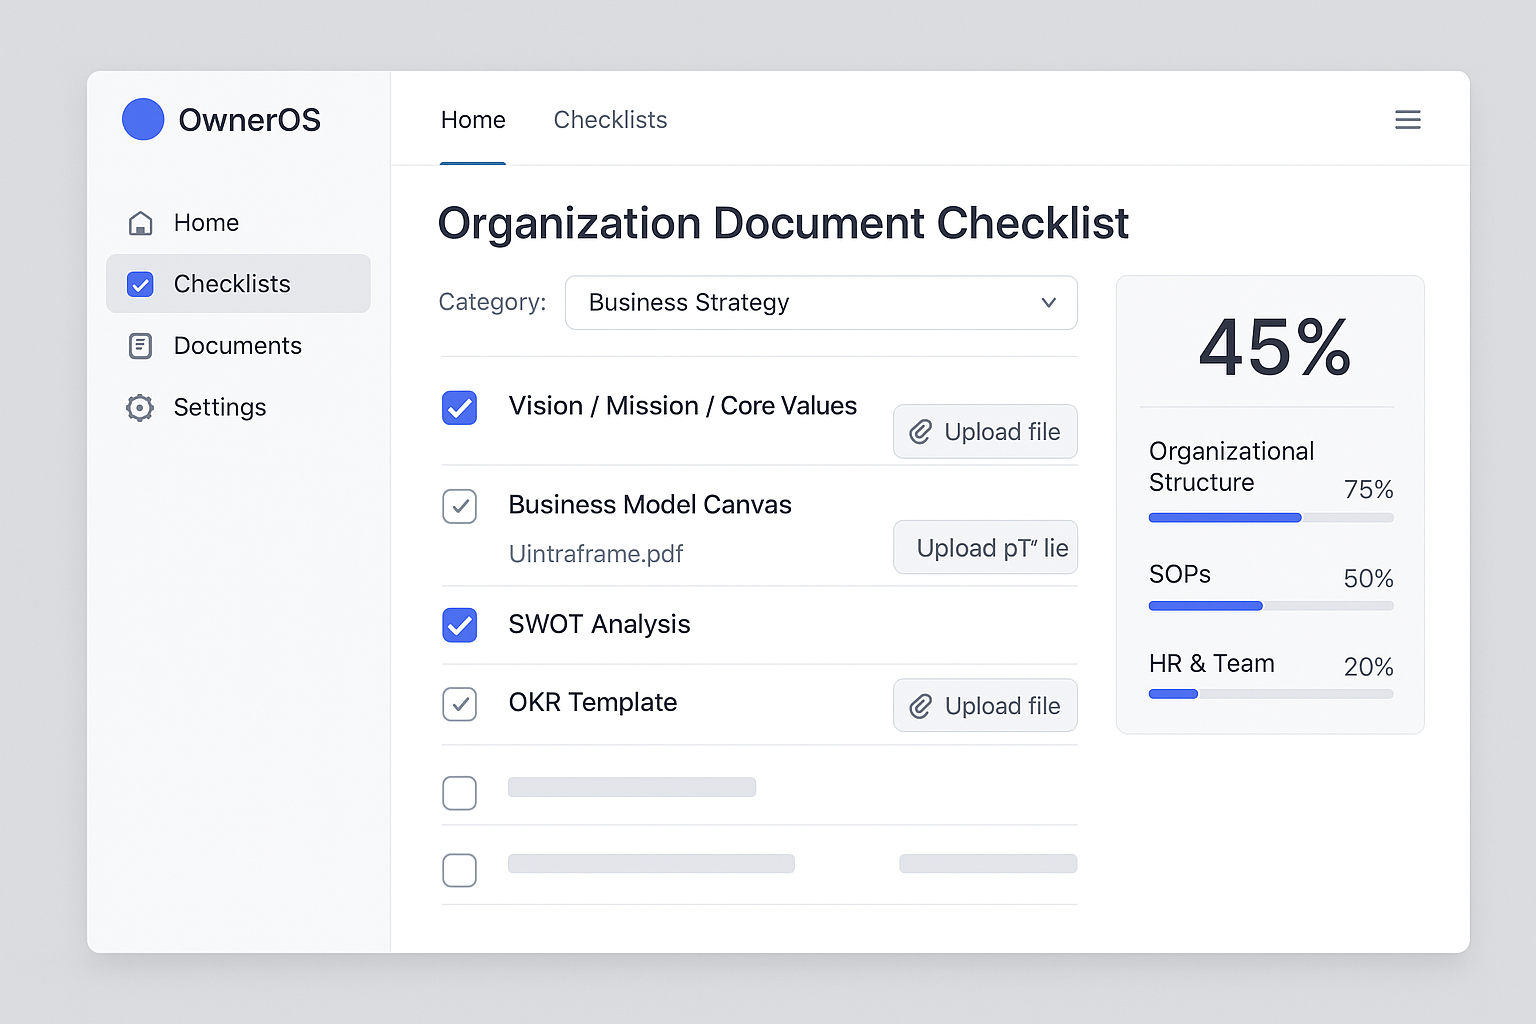 OwnerOS
Home
Checklists
Documents
Settings
Home Checklists
Organization Document Checklist
Category: Business Strategy
Vision / Mission / Core Values
Upload file
Business Model Canvas
Uintraframe.pdf
Upload pT” lie
SWOT Analysis
OKR Template
Upload file
45%
Organizational
Structure 75%
SOPs 50%
HR & Team 20%